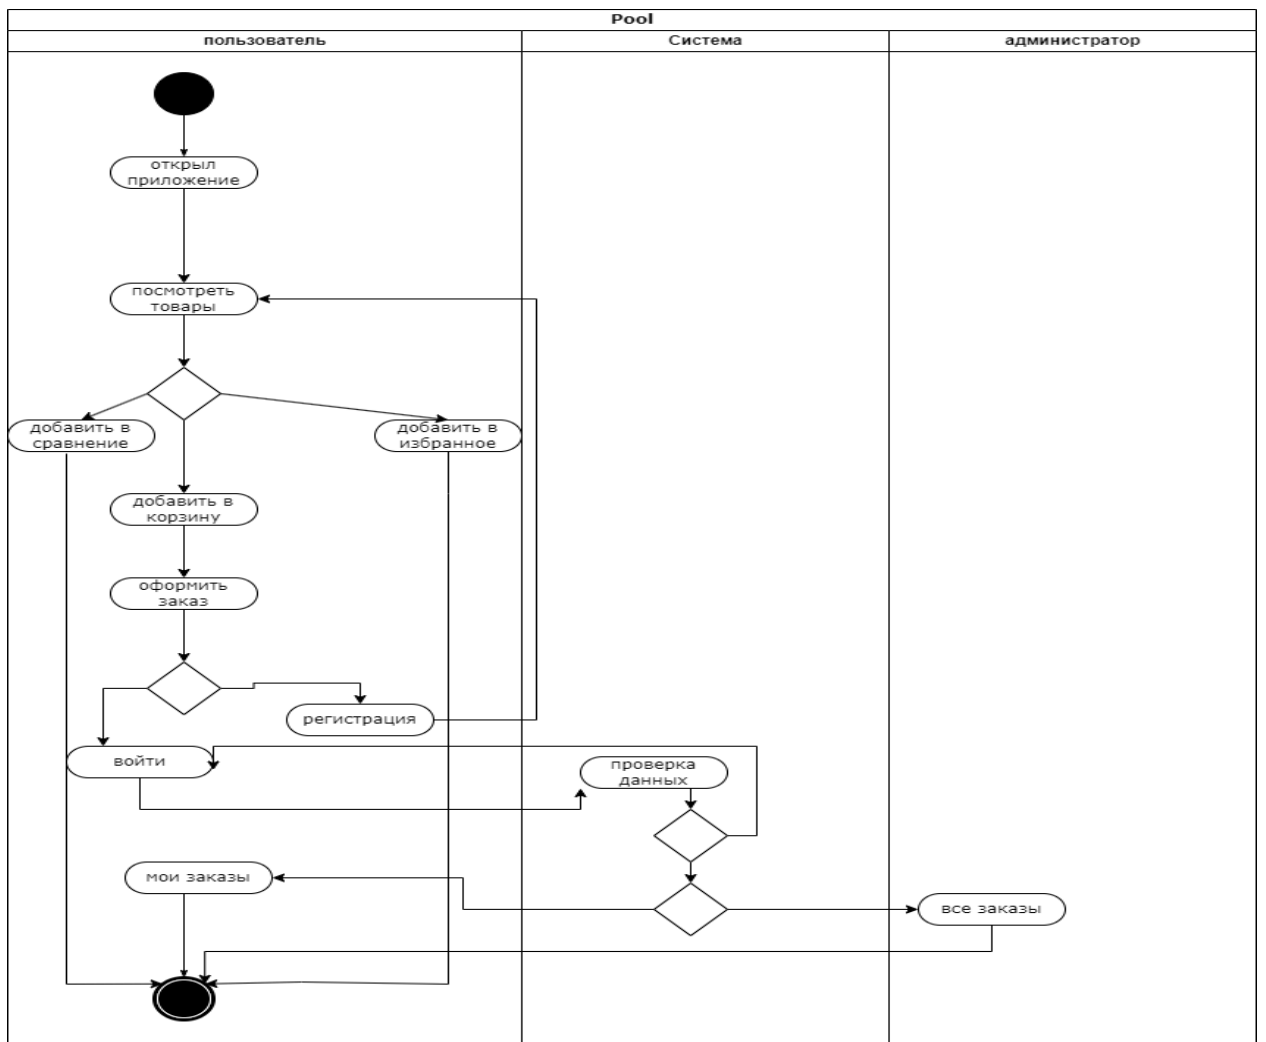 Pool
пользователь
Система
администратор
открыл
приложение
посмотреть
товары
добавить в
сравнение
добавить в
избранное
добавить в
корзину
оформить
заказ
регистрация
войти
проверка
данных
мои заказы
все заказы